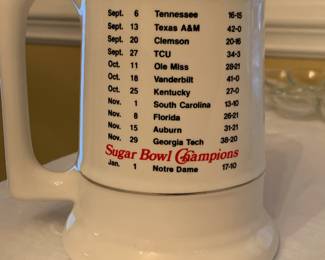 Sept. 6 Tennessee 16-15
Sept. 13 Texas A&M 42-0
Sept. 20 Clemson 20-16
Sept. 27 TCU 34-3
Oct. 11 Ole Miss 28-21
Oct. 18 Vanderbilt 41-0
Oct. 25 Kentucky 27-0
Nov. 1 South Carolina 13-10
Nov. 8 Florida 26-21
Nov. 15 Auburn 31-21
Nov. 29 Georgia Tech 38-20
Sugar Bowl Champions
Jan. 1 Notre Dame 17-10